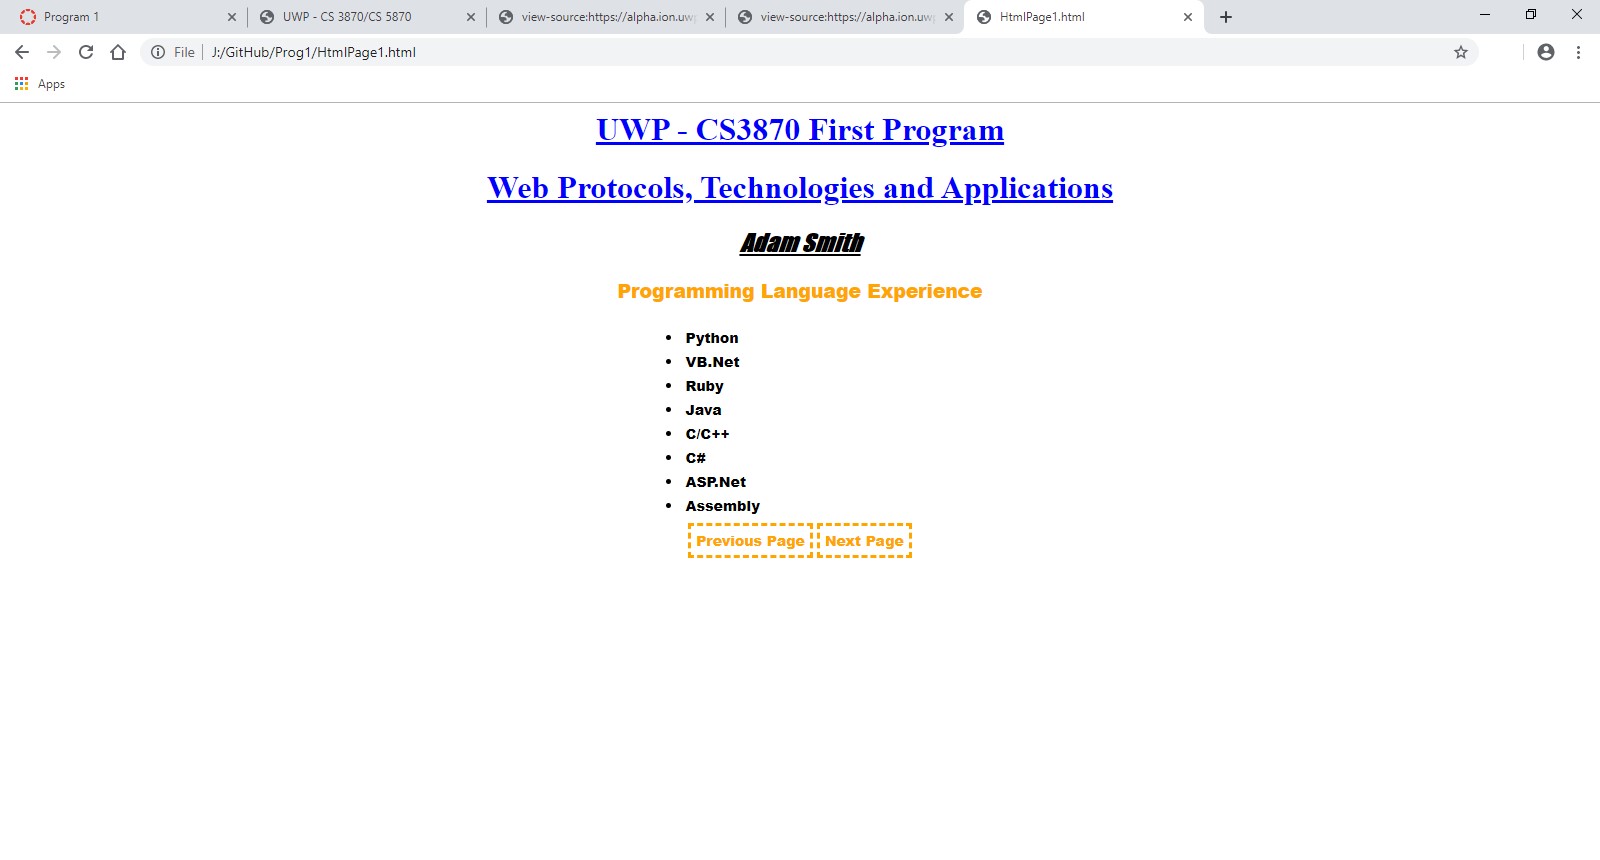 Program 1
UWP - CS 3870/CS 5870
view-source:https://alpha.ion.uwp
view-source:https://alpha.ion.uwp
HtmlPage1.html
File
J:/GitHub/Prog1/HtmlPage1.html
Apps
UWP - CS3870 First Program
Web Protocols, Technologies and Applications
Adam Smith
Programming Language Experience
• Python
• VB.Net
• Ruby
• Java
• C/C++
• C#
• ASP.Net
• Assembly
Previous Page Next Page